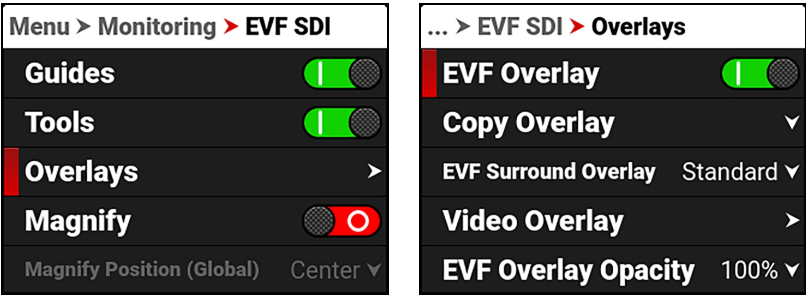 Menu > Monitoring > EVF SDI
Guides
Tools
Overlays
Magnify
Magnify Position (Global) Center
... > EVF SDI > Overlays
EVF Overlay
Copy Overlay
EVF Surround Overlay Standard
Video Overlay
EVF Overlay Opacity 100%